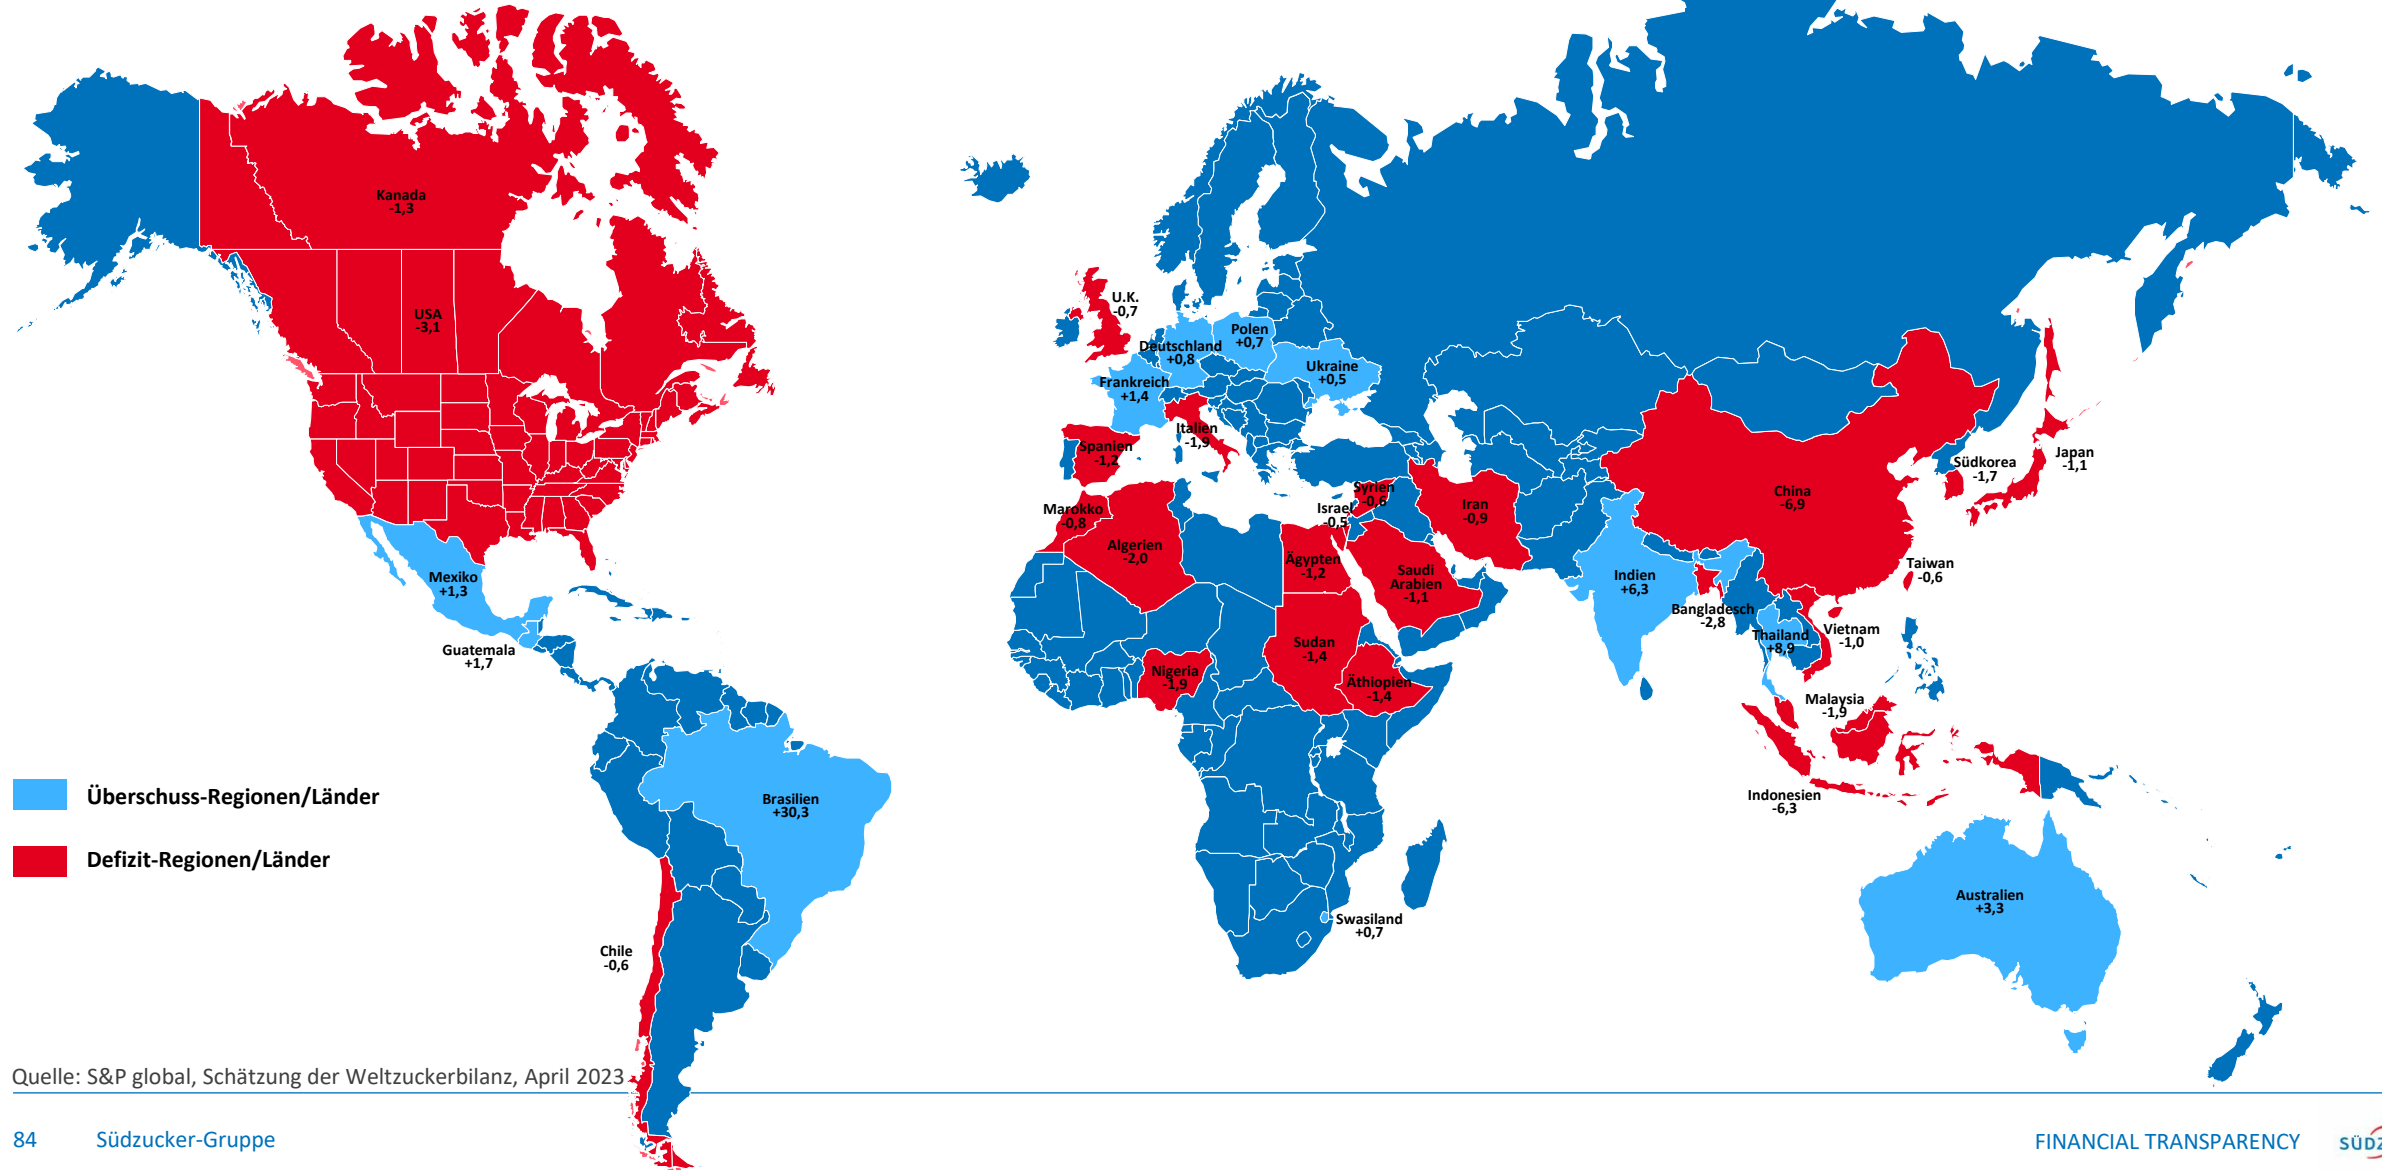 Kanada
-1,3
USA
-3,1
Mexiko
+1,3
Guatemala
+1,7
Brasilien
+30,3
Chile
-0,6
U.K.
-0,7
Polen
+0,7
Deutschland
+0,8
Ukraine
+0,5
Frankreich
+1,4
Italien
-1,9
Spanien
-1,2
Marokko
-0,8
Algerien
-2,0
Syrien
-0,6
Israel
-0,5
Ägypten
-1,2
Iran
-0,9
Saudi
Arabien
-1,1
Sudan
-1,4
Nigeria
-1,9
Äthiopien
-1,4
Swasiland
+0,7
China
-6,9
Südkorea
-1,7
Japan
-1,1
Taiwan
-0,6
Indien
+6,3
Bangladesch
-2,8
Thailand
+8,9
Vietnam
-1,0
Malaysia
-1,9
Indonesien
-6,3
Australien
+3,3
Überschuss-Regionen/Länder
Defizit-Regionen/Länder
Quelle: S&P global, Schätzung der Weltzuckerbilanz, April 2023
84 Südzucker-Gruppe
FINANCIAL TRANSPARENCY